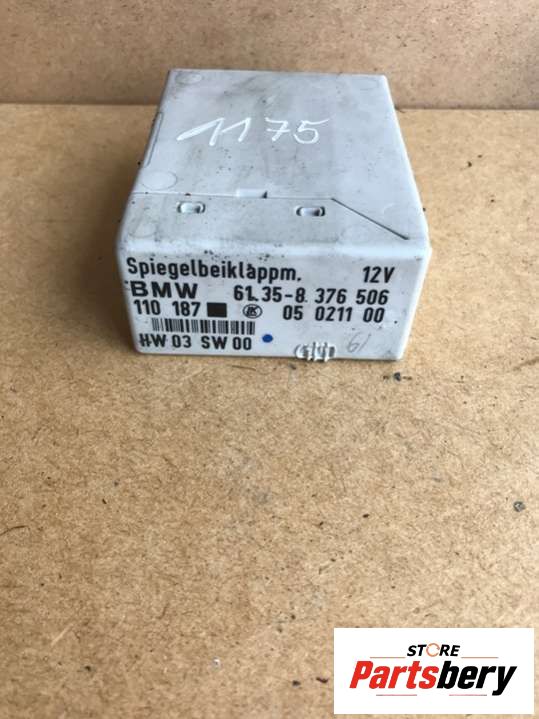 1175
Spiegelbeiklappm. 12V
BMW 61.35-8 376 506
110 187 05 0211 00
HW 03 SW 00
61
STORE
Partsbery